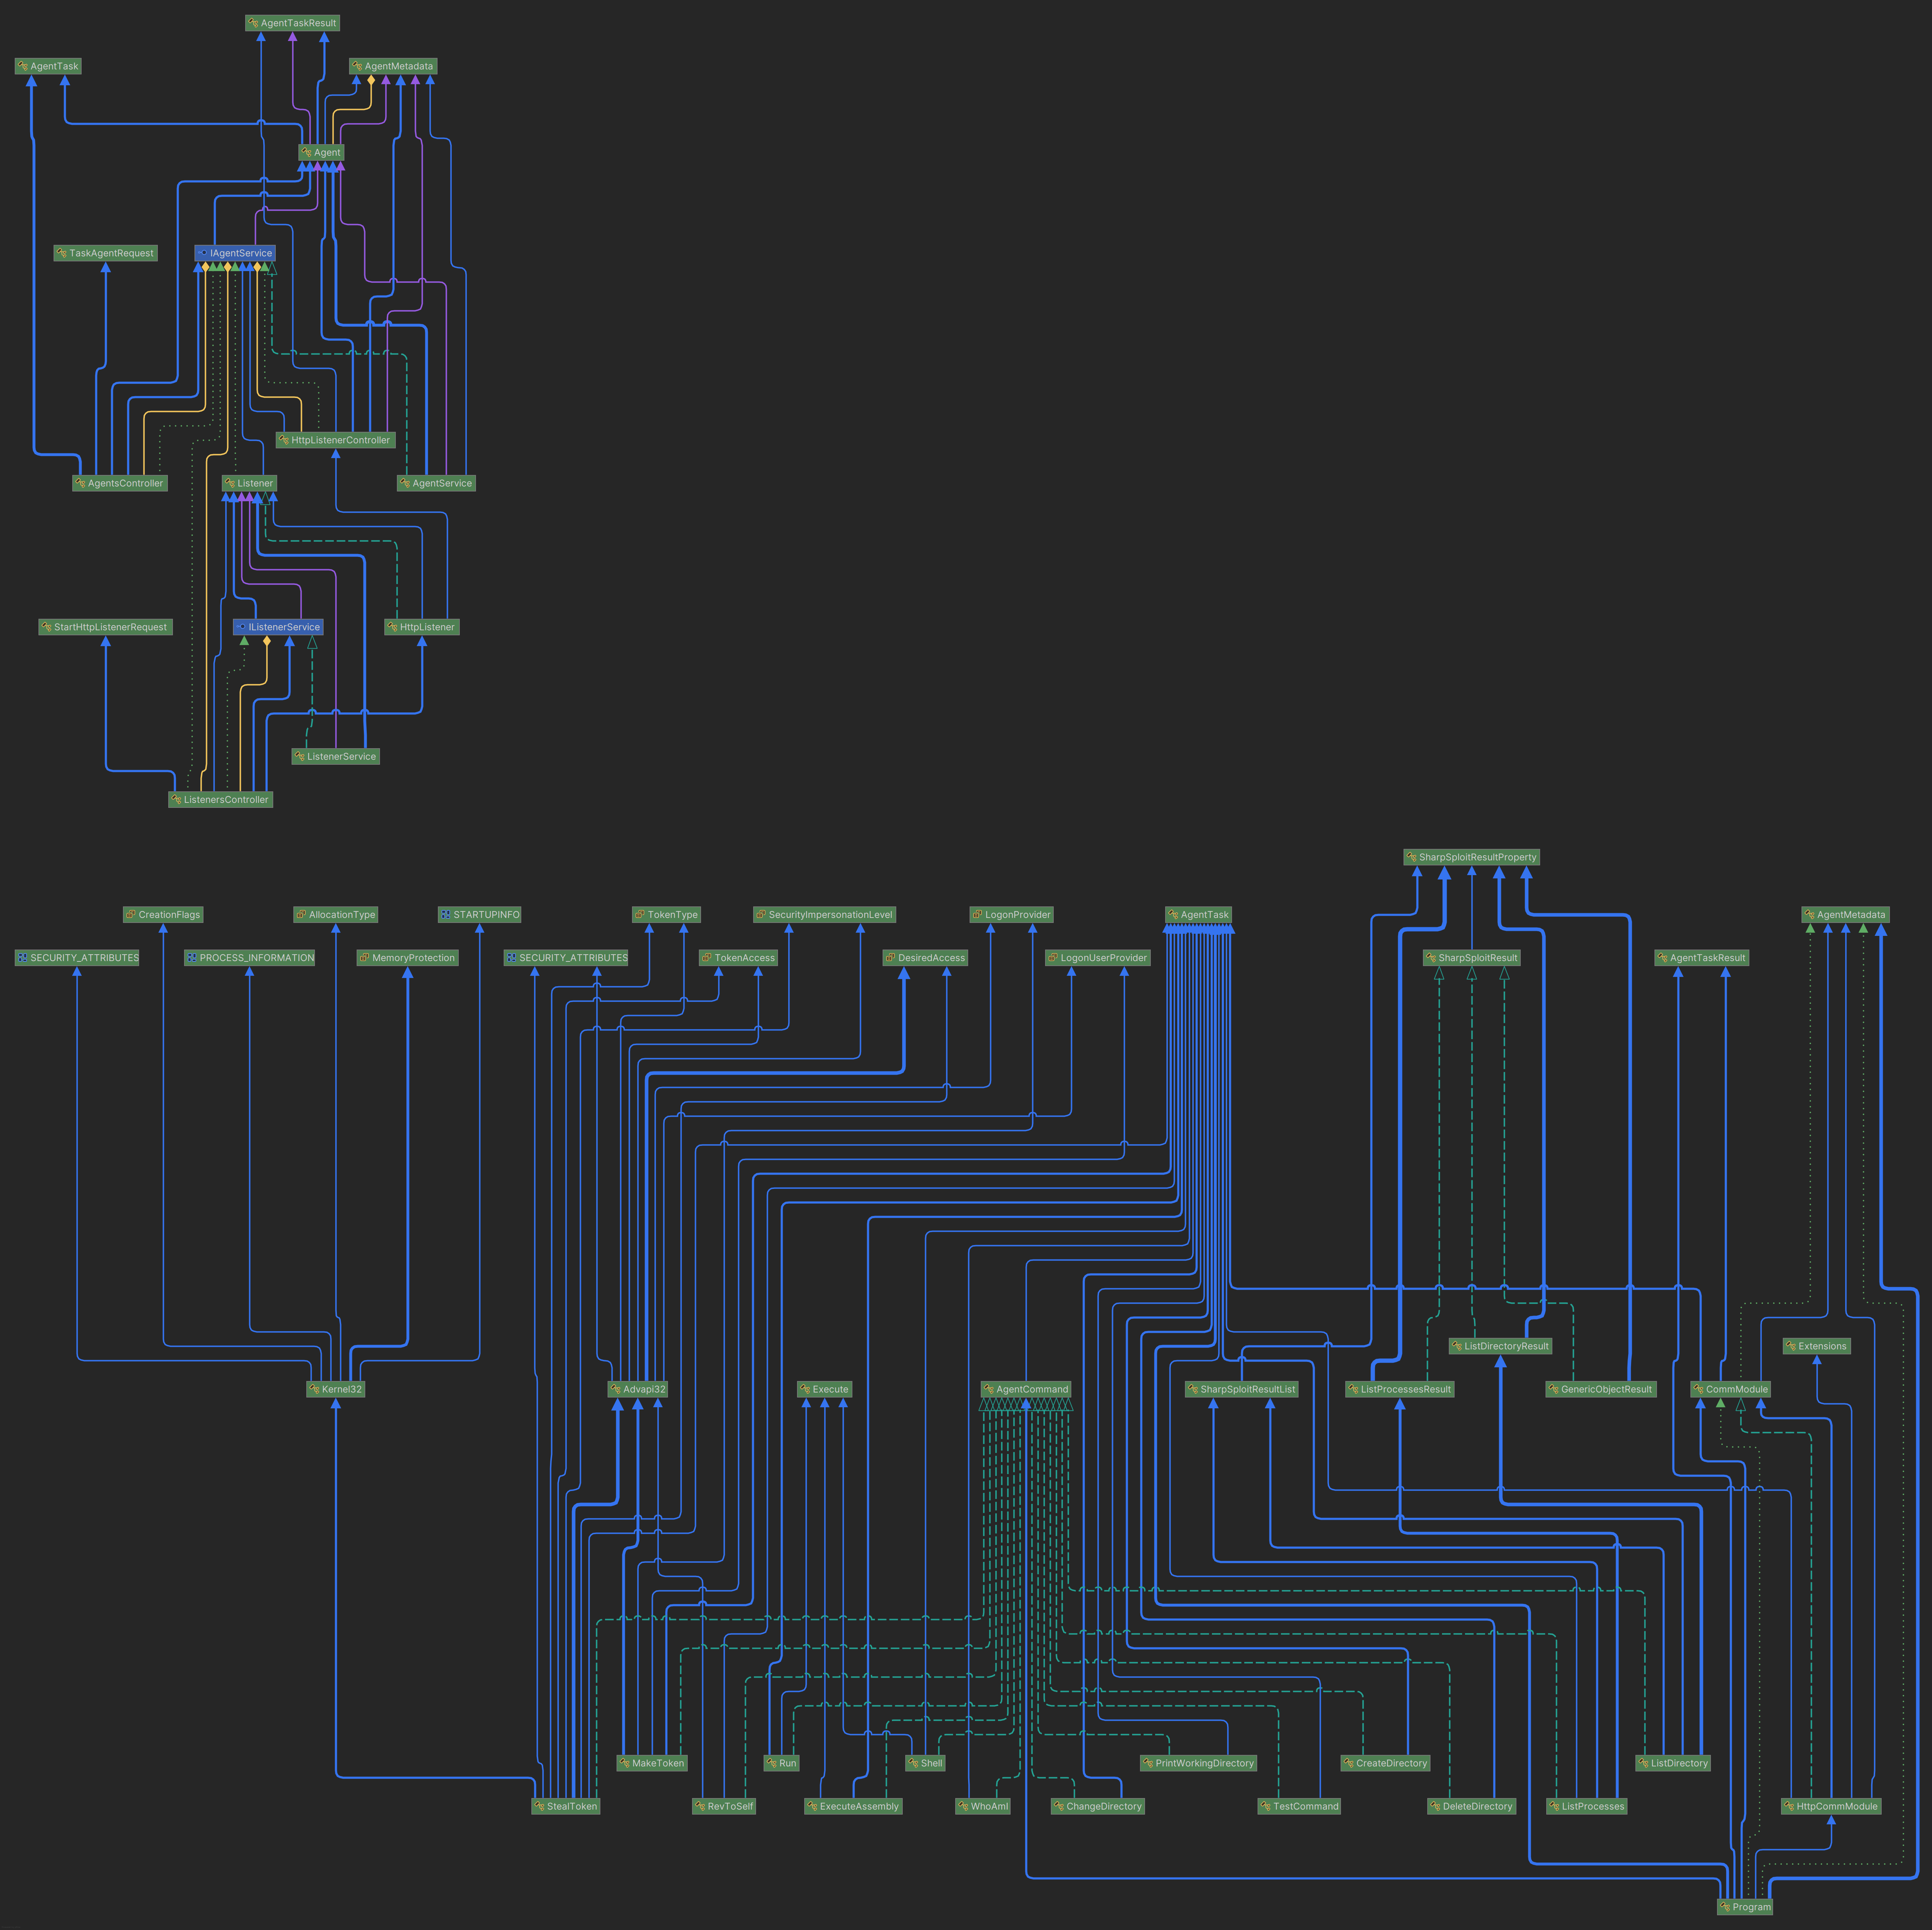 AgentTaskResult
AgentTask
AgentMetadata
Agent
TaskAgentRequest
IAgentService
HttpListenerController
AgentsController
Listener
AgentService
StartHttpListenerRequest
IListenerService
HttpListener
ListenerService
ListenersController
SharpSploitResultProperty
CreationFlags
AllocationType
STARTUPINFO
TokenType
SecurityImpersonationLevel
LogonProvider
AgentTask
AgentMetadata
SECURITY_ATTRIBUTES
PROCESS_INFORMATION
MemoryProtection
SECURITY_ATTRIBUTES
TokenAccess
DesiredAccess
LogonUserProvider
SharpSploitResult
AgentTaskResult
ListDirectoryResult
Extensions
Kernel32
Advapi32
Execute
AgentCommand
SharpSploitResultList
ListProcessesResult
GenericObjectResult
CommModule
MakeToken
Run
Shell
PrintWorkingDirectory
CreateDirectory
ListDirectory
StealToken
RevToSelf
ExecuteAssembly
WhoAmI
ChangeDirectory
TestCommand
DeleteDirectory
ListProcesses
HttpCommModule
Program